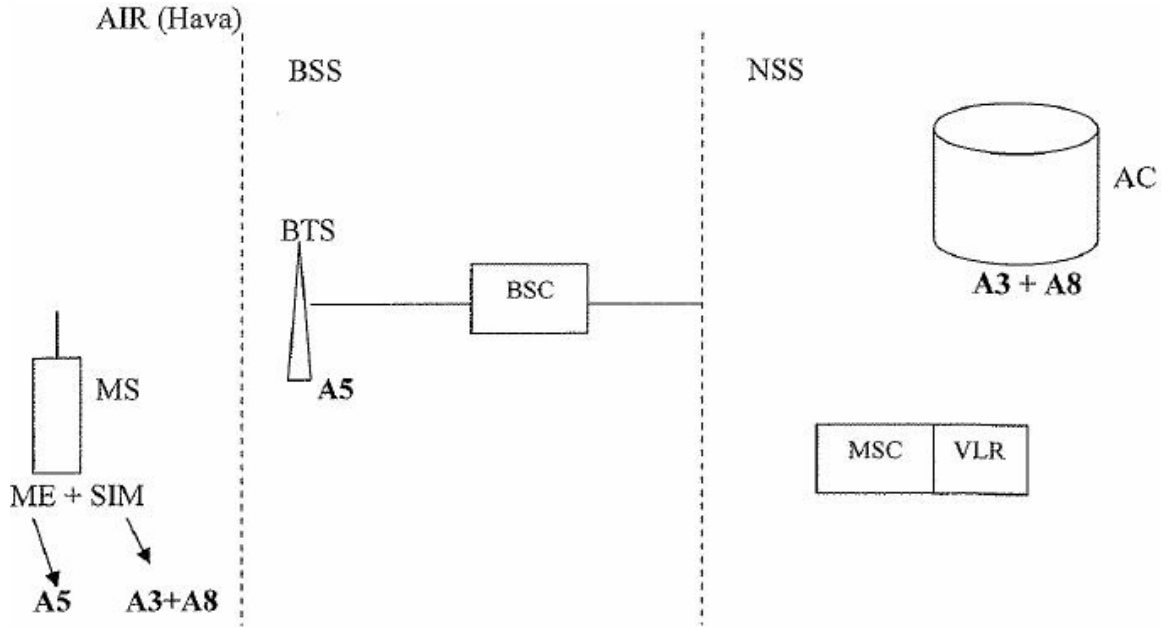 AIR (Hava)
BSS
NSS
AC
A3 + A8
BTS
BSC
A5
MS
MSC VLR
ME + SIM
A5 A3+A8